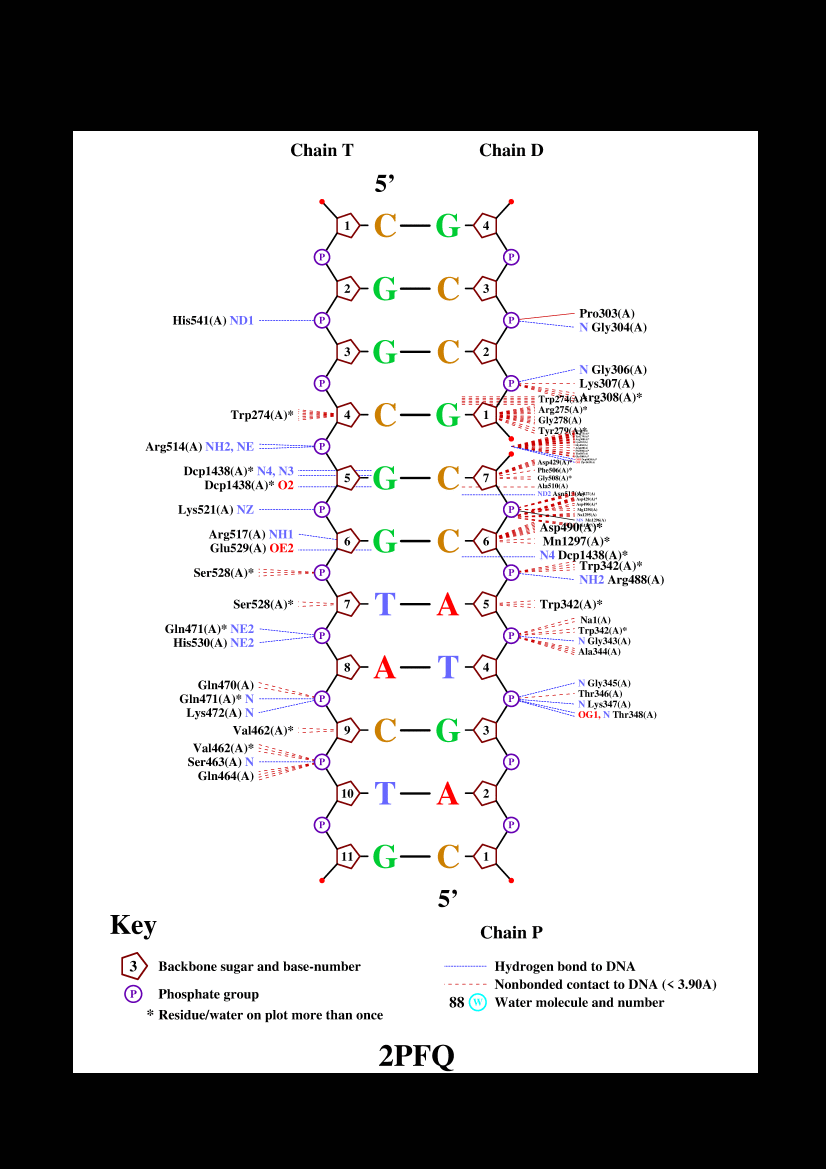 Chain T Chain D
5’
1 C G 4
P P
2 G C 3
Pro303(A)
His541(A) ND1 P P
N Gly304(A)
3 G C 2
N Gly306(A)
P P Lys307(A)
Arg308(A)*
Trp274(A)*
Arg275(A)*
Trp274(A)* 4 C G 1
Gly278(A)
Tyr279(A)*
Arg514(A) NH2, NE P
Asp429(A)*
Phe506(A)*
Dcp1438(A)* N4, N3
5 G C 7
Gly508(A)*
Dcp1438(A)* O2
Ala510(A)
ND2 Asn513(A)
Lys521(A) NZ P P
Asp490(A)*
Arg517(A) NH1
6 G C 6
Mn1297(A)*
Glu529(A) OE2
N4 Dcp1438(A)*
Trp342(A)*
Ser528(A)* P P
NH2 Arg488(A)
Ser528(A)* 7 T A 5 Trp342(A)*
Na1(A)
Gln471(A)* NE2
Trp342(A)*
P P
His530(A) NE2
N Gly343(A)
Ala344(A)
8 A T 4
Gln470(A)
N Gly345(A)
Thr346(A)
Gln471(A)* N P P
N Lys347(A)
Lys472(A) N
OG1, N Thr348(A)
Val462(A)* 9 C G 3
Val462(A)*
Ser463(A) N P P
Gln464(A)
10 T A 2
P P
11 G C 1
5’
Key
Chain P
3 Backbone sugar and base-number
Hydrogen bond to DNA
Nonbonded contact to DNA (< 3.90A)
P Phosphate group
88 W Water molecule and number
* Residue/water on plot more than once
2PFQ